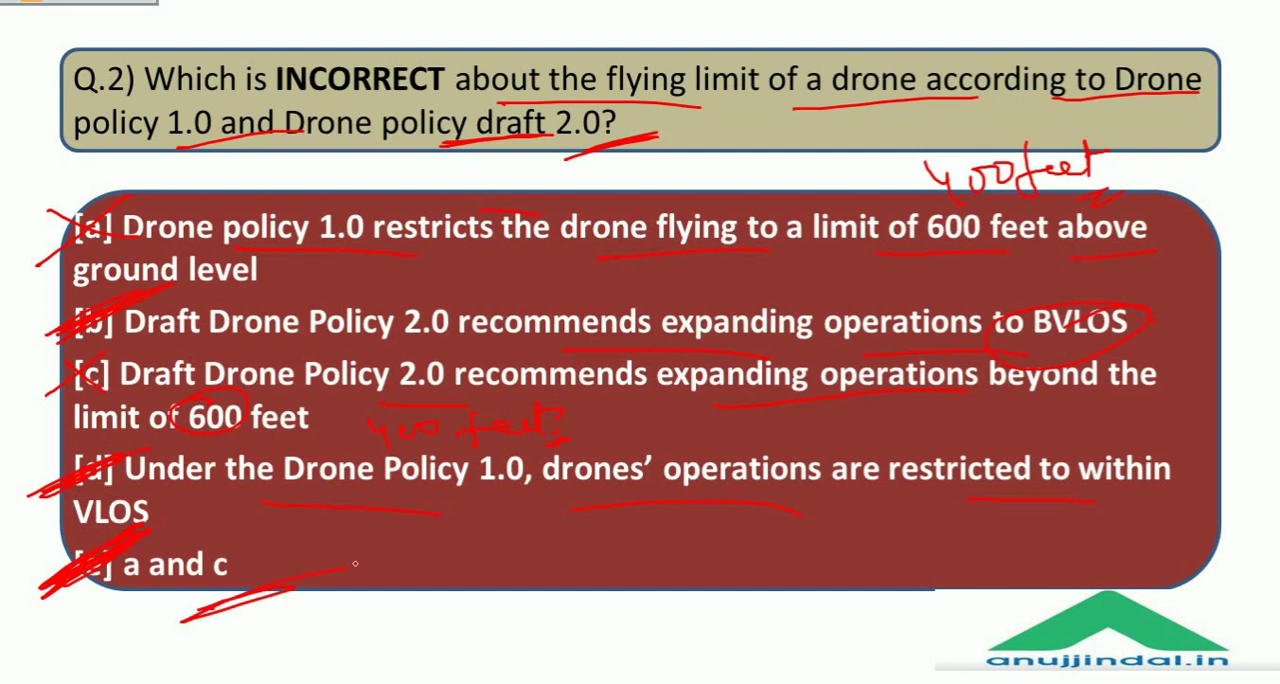 Q.2) Which is INCORRECT about the flying limit of a drone according to Drone
policy 1.0 and Drone policy draft 2.0?
400 feet
[a] Drone policy 1.0 restricts the drone flying to a limit of 600 feet above
ground level
[b] Draft Drone Policy 2.0 recommends expanding operations to BVLOS
[c] Draft Drone Policy 2.0 recommends expanding operations beyond the
limit of 600 feet
400 feet
[d] Under the Drone Policy 1.0, drones’ operations are restricted to within
VLOS
[e] a and c
anujjindal.in